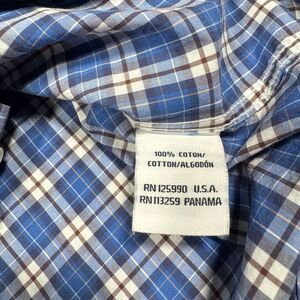 100% COTON/
COTTON/ALGODÓN
RN 125990 U.S.A.
RN 113259 PANAMA